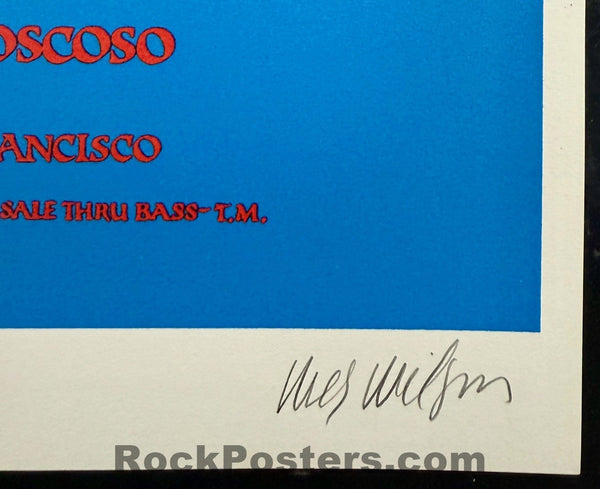 OSCOSO
ANCISCO
SALE THRU BASS-T.M.
Wes Wilson
RockPosters.com